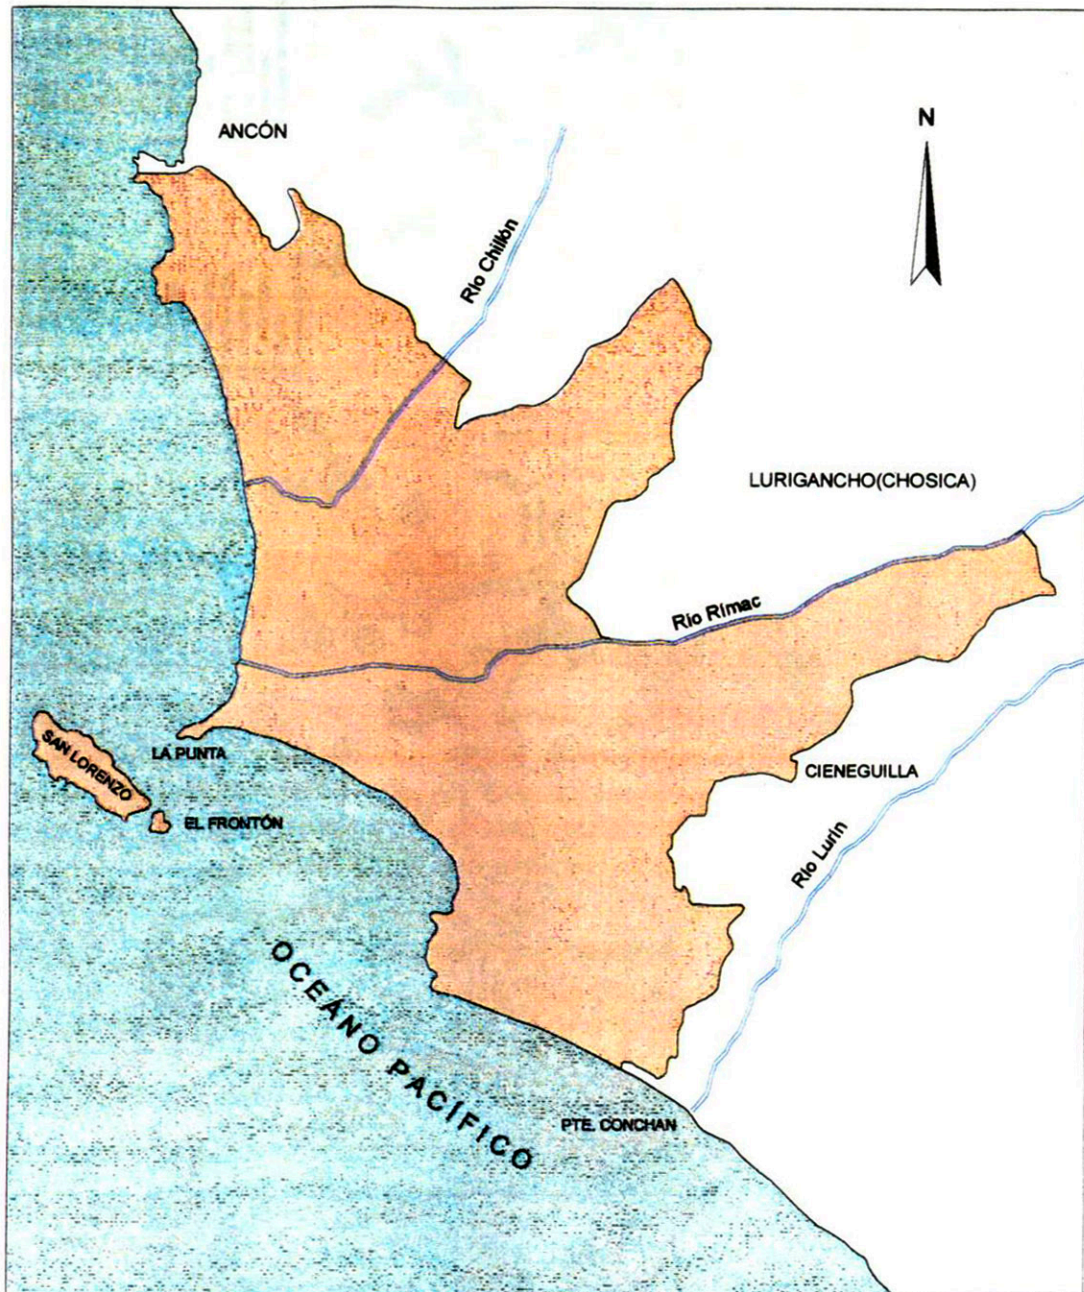 ANCÓN
N
Río Chillón
LURIGANCHO(CHOSICA)
Río Rímac
SAN LORENZO
LA PUNTA
CIENEGUILLA
EL FRONTÓN
Río Lurín
OCEÁNO PACÍFICO
PTE. CONCHAN